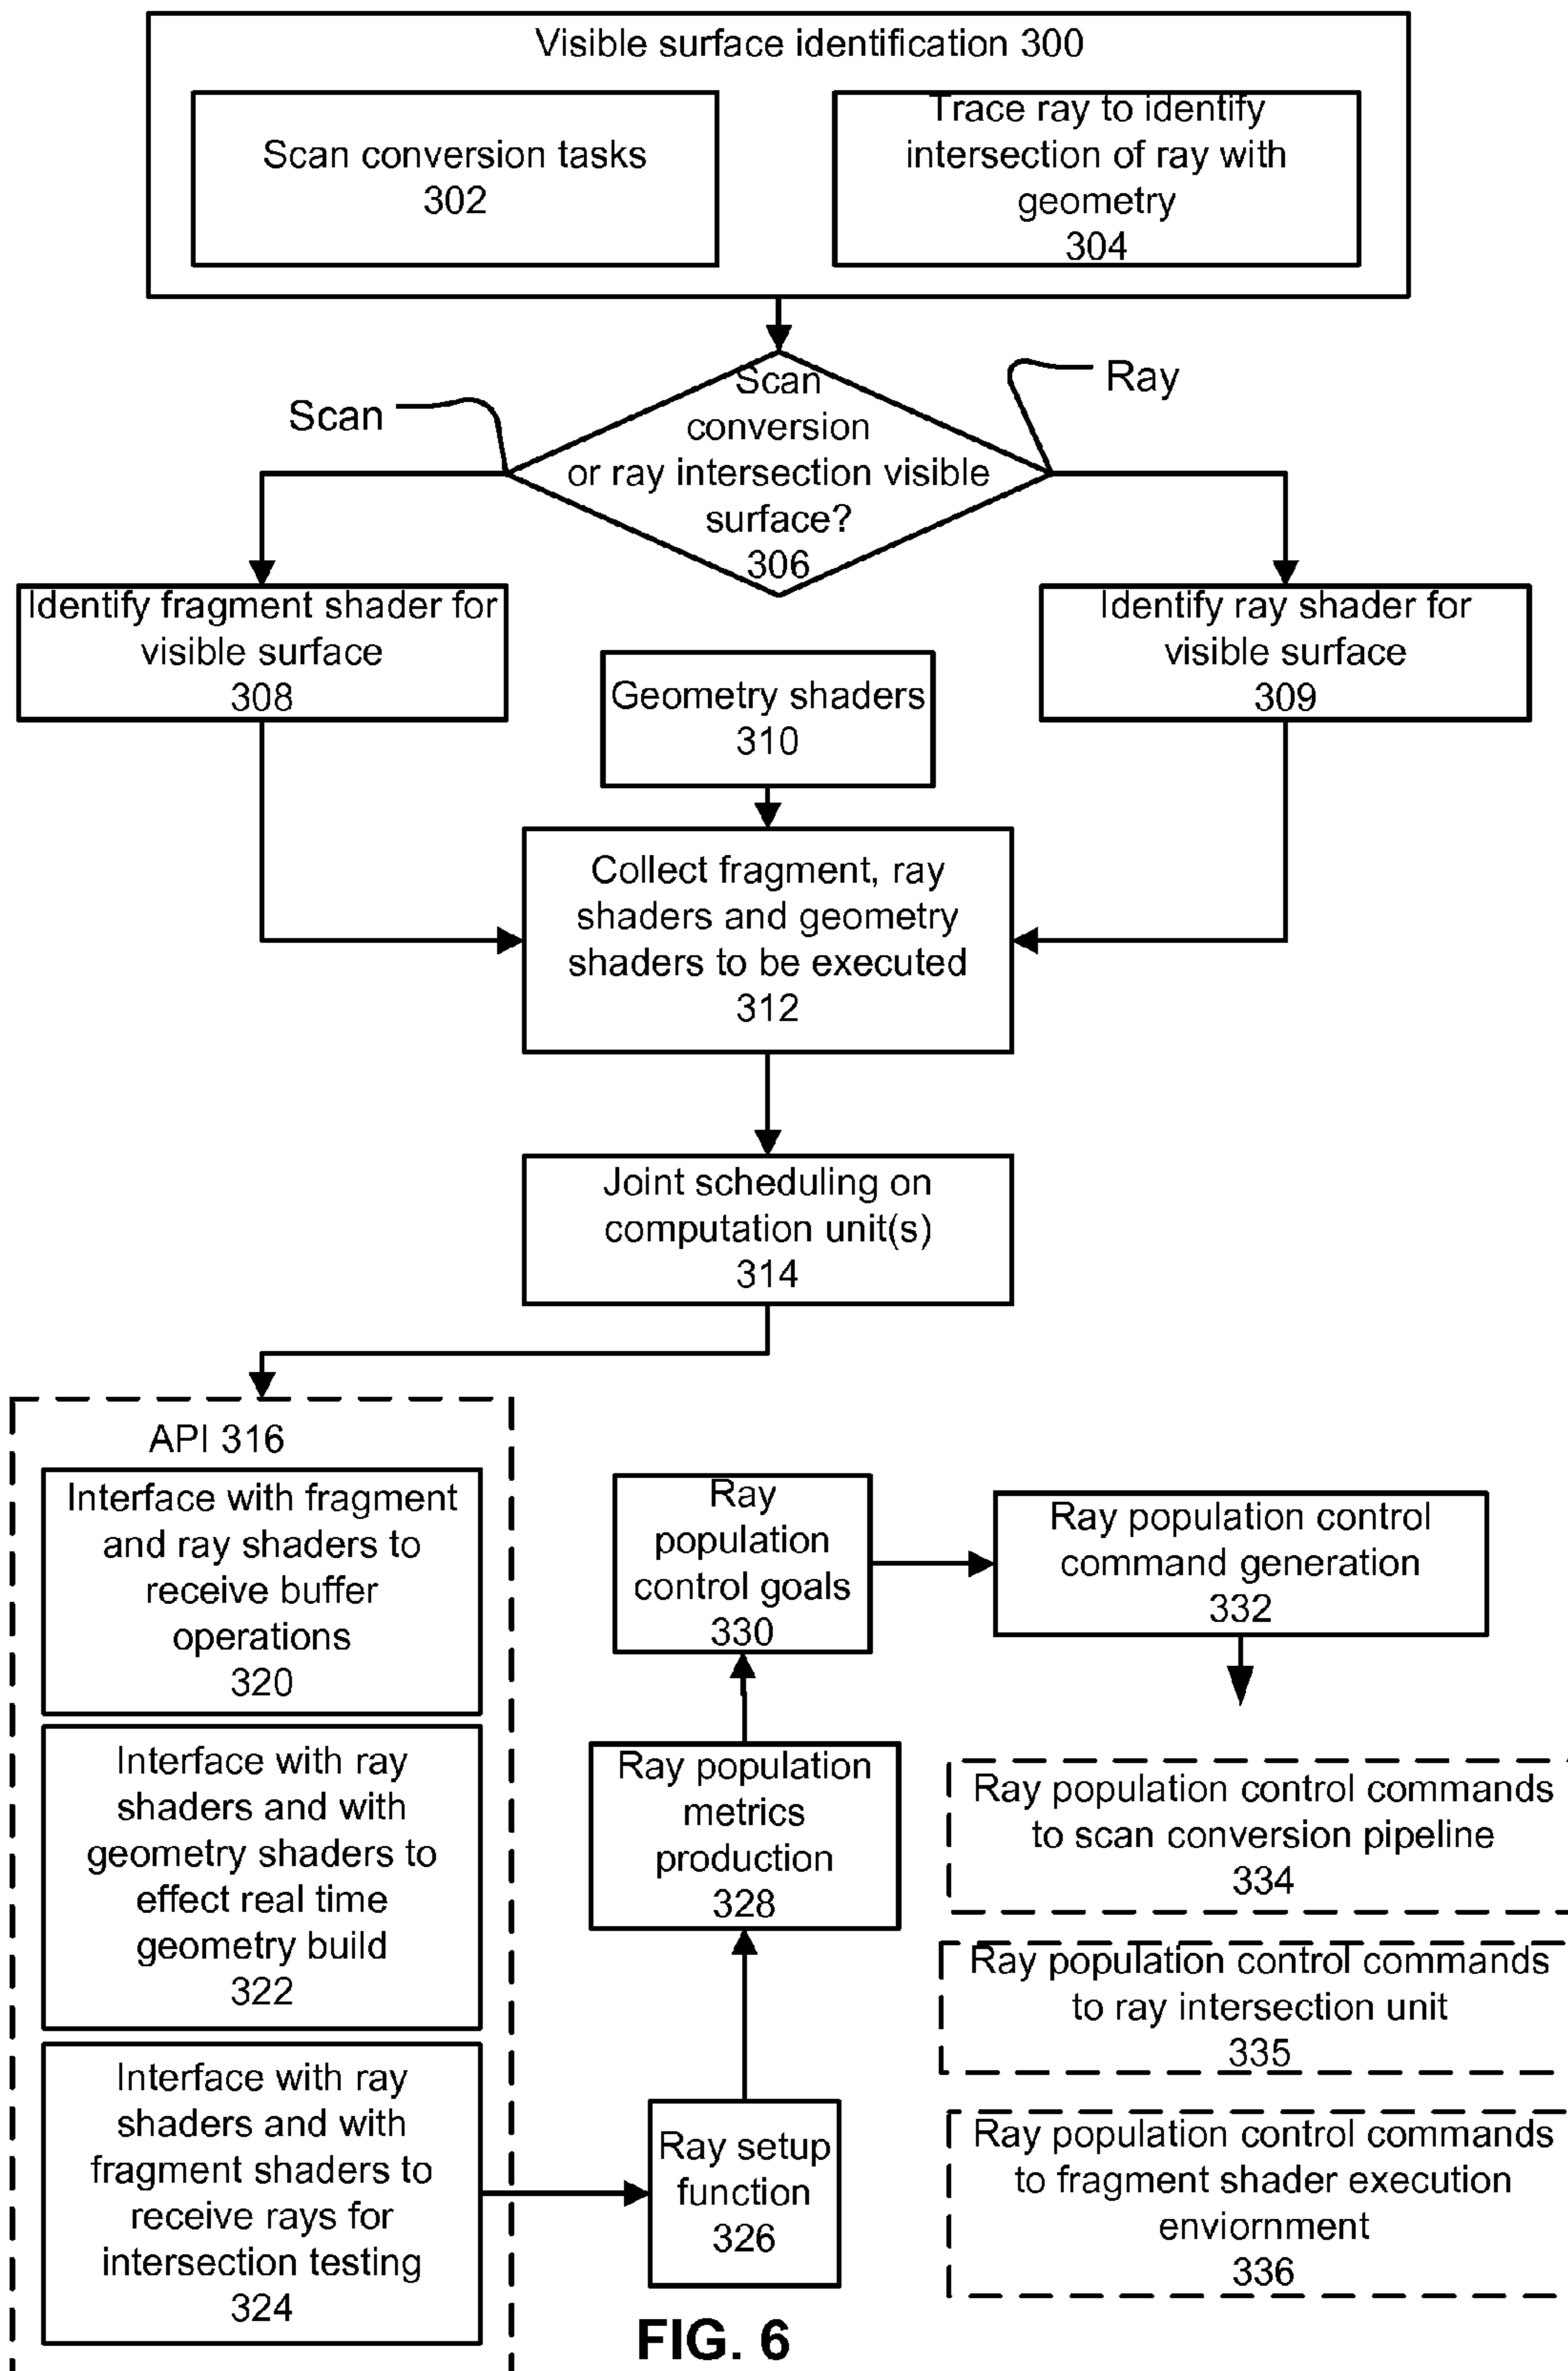 Visible surface identification 300
Scan conversion tasks
302
Trace ray to identify
intersection of ray with
geometry
304
Scan
Ray
Scan
conversion
or ray intersection visible
surface?
306
Identify fragment shader for
visible surface
308
Identify ray shader for
visible surface
309
Geometry shaders
310
Collect fragment, ray
shaders and geometry
shaders to be executed
312
Joint scheduling on
computation unit(s)
314
API 316
Interface with fragment
and ray shaders to
receive buffer
operations
320
Interface with ray
shaders and with
geometry shaders to
effect real time
geometry build
322
Interface with ray
shaders and with
fragment shaders to
receive rays for
intersection testing
324
Ray setup
function
326
Ray population
metrics
production
328
Ray
population
control goals
330
Ray population control
command generation
332
Ray population control commands
to scan conversion pipeline
334
Ray population control commands
to ray intersection unit
335
Ray population control commands
to fragment shader execution
enviornment
336
FIG. 6